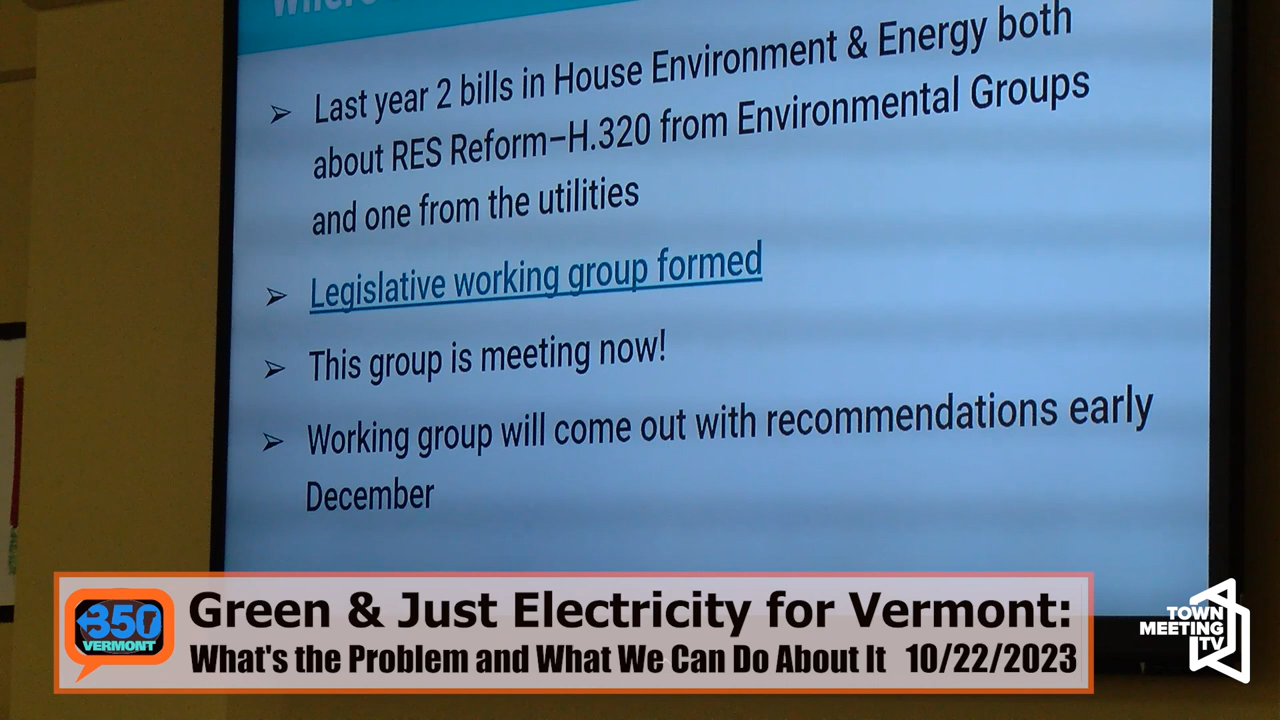 ➢ Last year 2 bills in House Environment & Energy both
about RES Reform–H.320 from Environmental Groups
and one from the utilities
➢ Legislative working group formed
➢ This group is meeting now!
➢ Working group will come out with recommendations early
December
350
VERMONT
Green & Just Electricity for Vermont:
What's the Problem and What We Can Do About It 10/22/2023
TOWN
MEETING
TV